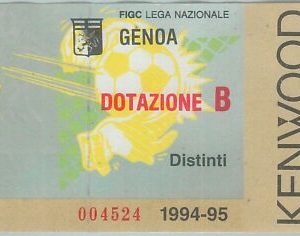 FIGC LEGA NAZIONALE
GENOA
DOTAZIONE B
Distinti
004524 1994-95
KENWOOD